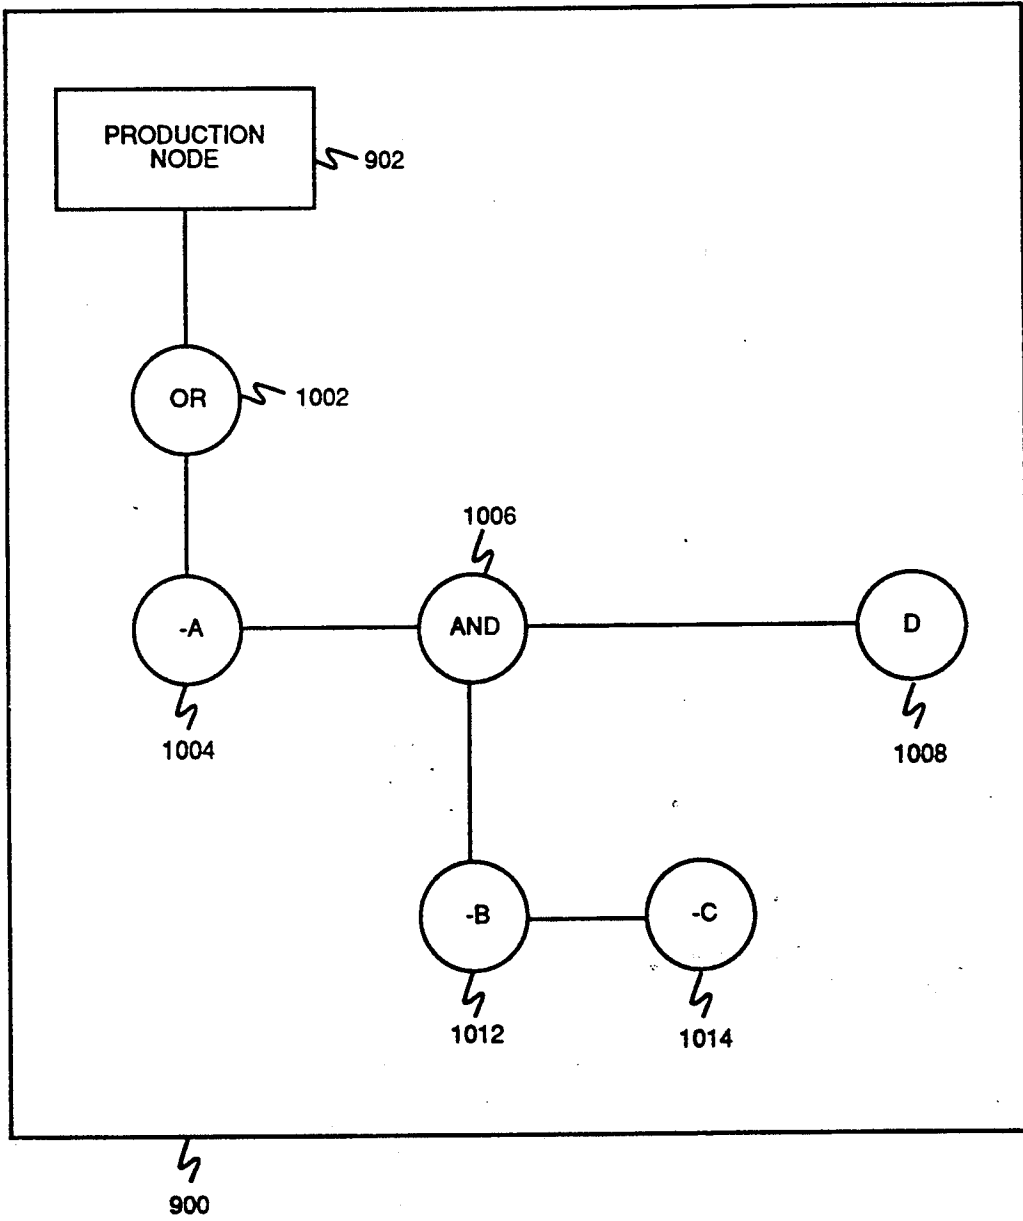 PRODUCTION
NODE
902
OR
1002
1006
-A
AND
D
1004
1008
-B
-C
1012
1014
900